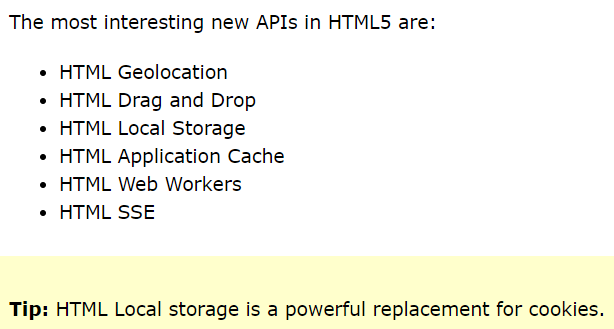 The most interesting new APIs in HTML5 are:
• HTML Geolocation
• HTML Drag and Drop
• HTML Local Storage
• HTML Application Cache
• HTML Web Workers
• HTML SSE
Tip: HTML Local storage is a powerful replacement for cookies.